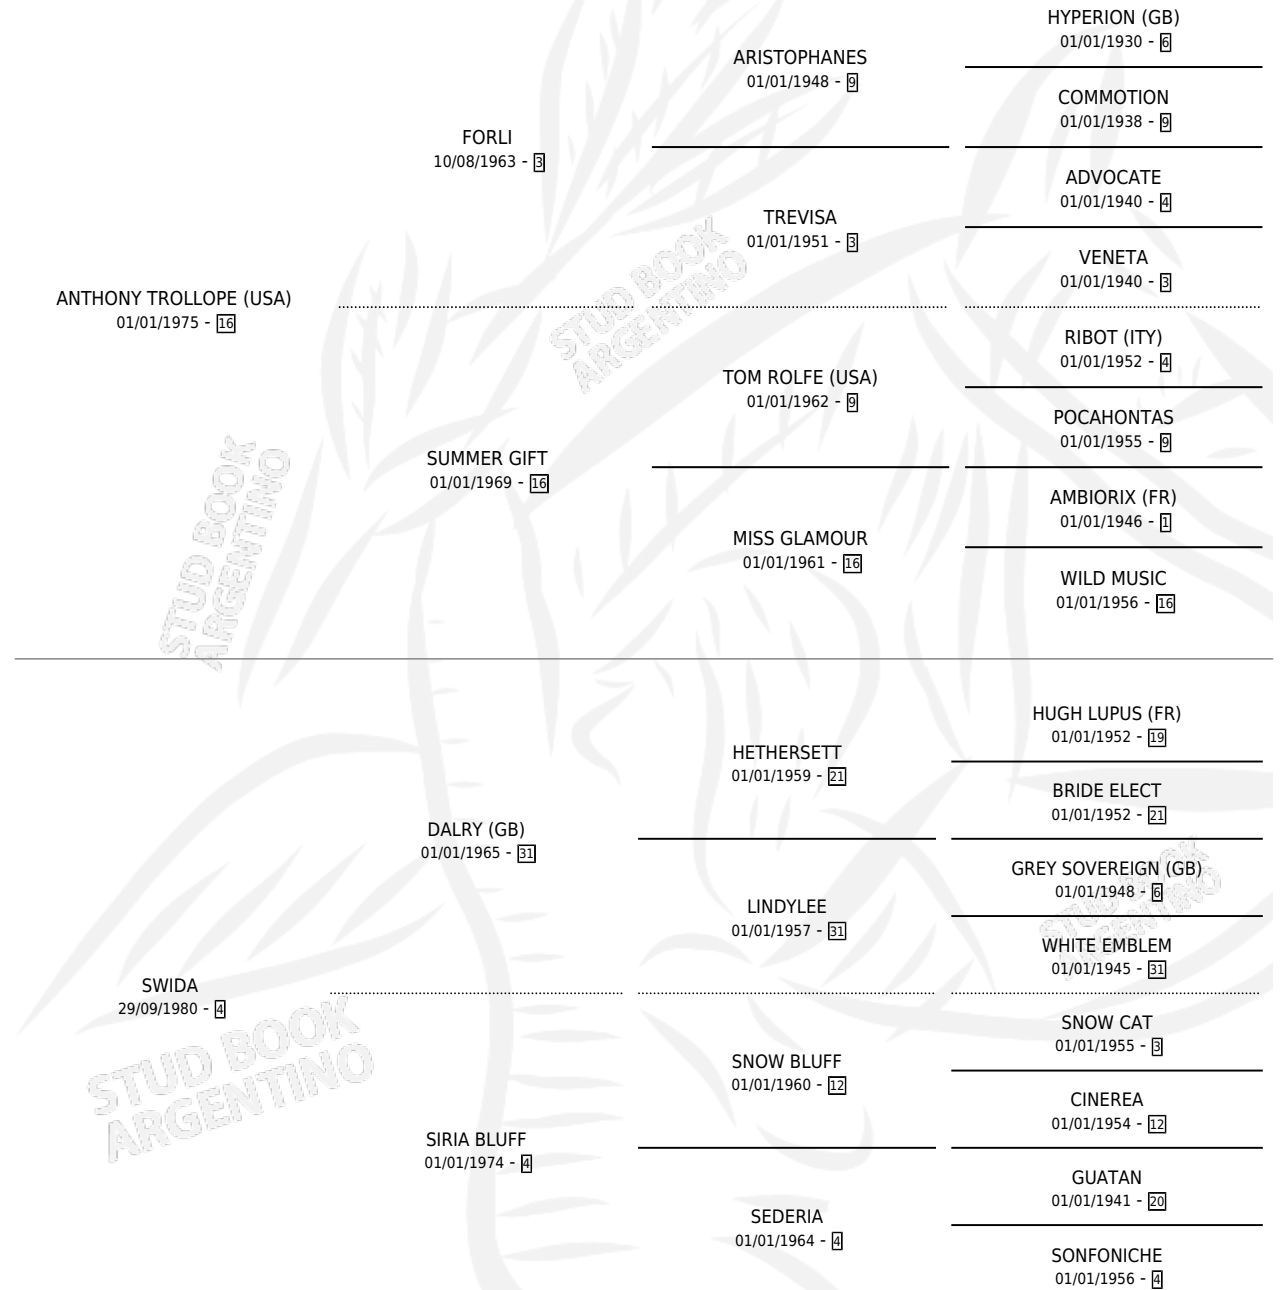 HYPERION (GB)
01/01/1930 - 6
ARISTOPHANES
01/01/1948 - 9
COMMOTION
01/01/1938 - 9
FORLI
10/08/1963 - 3
ADVOCATE
01/01/1940 - 4
TREVISA
01/01/1951 - 3
VENETA
01/01/1940 - 3
ANTHONY TROLLOPE (USA)
01/01/1975 - 16
RIBOT (ITY)
01/01/1952 - 4
TOM ROLFE (USA)
01/01/1962 - 9
POCAHONTAS
01/01/1955 - 9
SUMMER GIFT
01/01/1969 - 16
AMBIORIX (FR)
01/01/1946 - 1
MISS GLAMOUR
01/01/1961 - 16
WILD MUSIC
01/01/1956 - 16
HUGH LUPUS (FR)
01/01/1952 - 19
HETHERSETT
01/01/1959 - 21
BRIDE ELECT
01/01/1952 - 21
DALRY (GB)
01/01/1965 - 31
GREY SOVEREIGN (GB)
01/01/1948 - 6
LINDYLEE
01/01/1957 - 31
WHITE EMBLEM
01/01/1945 - 31
SWIDA
29/09/1980 - 4
SNOW CAT
01/01/1955 - 3
SNOW BLUFF
01/01/1960 - 12
CINEREA
01/01/1954 - 12
SIRIA BLUFF
01/01/1974 - 4
GUATAN
01/01/1941 - 20
SEDERIA
01/01/1964 - 4
SONFONICHE
01/01/1956 - 4
STUD BOOK
ARGENTINO
STUD BOOK
ARGENTINO
STUD BOOK
ARGENTINO
STUD BOOK
ARGENTINO